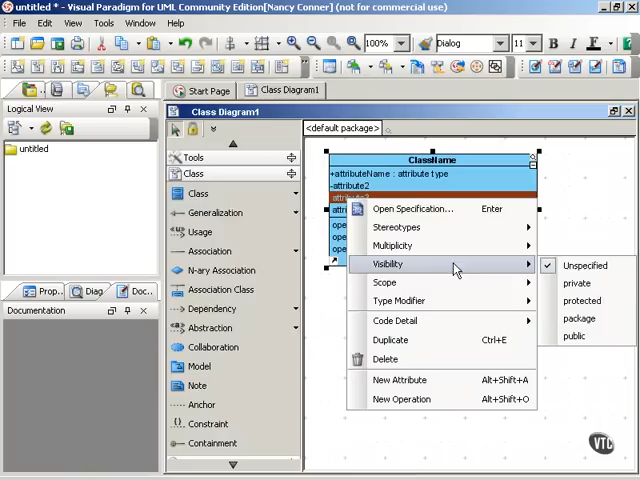 untitled * - Visual Paradigm for UML Community Edition[Nancy Conner] (not for commercial use)
File Edit View Tools Window Help
100% Dialog 11 B I
Start Page Class Diagram1
Logical View
untitled
Class Diagram1
<default package>
Tools
Class
Class
Generalization
Usage
Association
N-ary Association
Association Class
Dependency
Abstraction
Collaboration
Model
Note
Anchor
Constraint
Containment
ClassName
+attributeName : attribute type
-attribute2
Open Specification... Enter
Stereotypes
Multiplicity
Visibility
Scope
Type Modifier
Code Detail
Duplicate Ctrl+E
Delete
New Attribute Alt+Shift+A
New Operation Alt+Shift+O
Unspecified
private
protected
package
public
Prop... Diag Doc...
Documentation
VTC